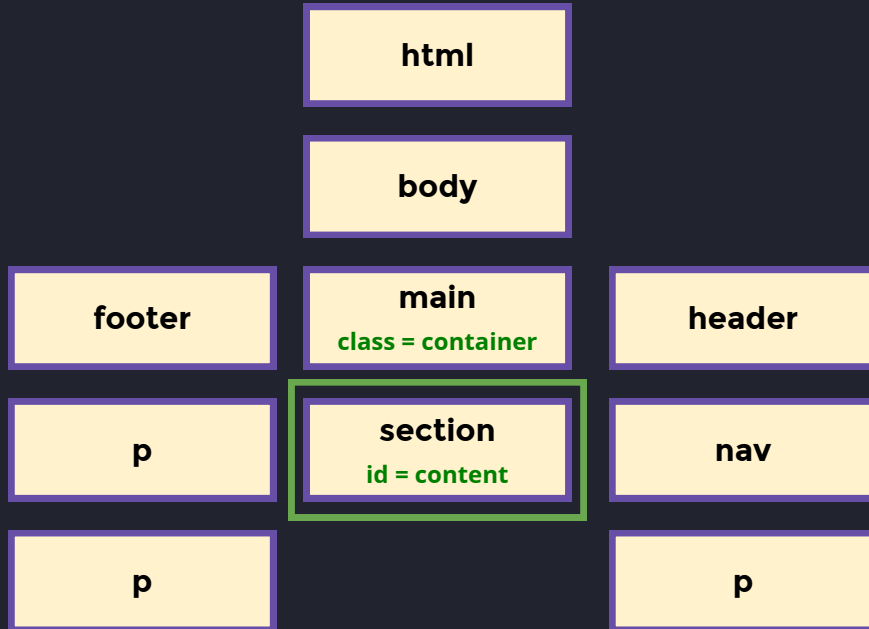 html
body
footer
main
class = container
header
p
section
id = content
nav
p
p